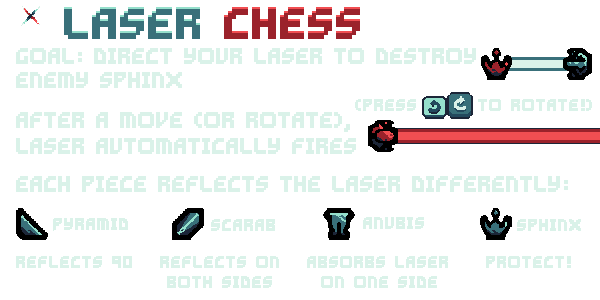 LASER CHESS
GOAL: DIRECT YOUR LASER TO DESTROY
ENEMY SPHINX
(PRESS TO ROTATE!)
AFTER A MOVE (OR ROTATE),
LASER AUTOMATICALLY FIRES
EACH PIECE REFLECTS THE LASER DIFFERENTLY:
PYRAMID SCARAB ANUBIS SPHINX
REFLECTS 90 REFLECTS ON ABSORBS LASER PROTECT!
BOTH SIDES ON ONE SIDE